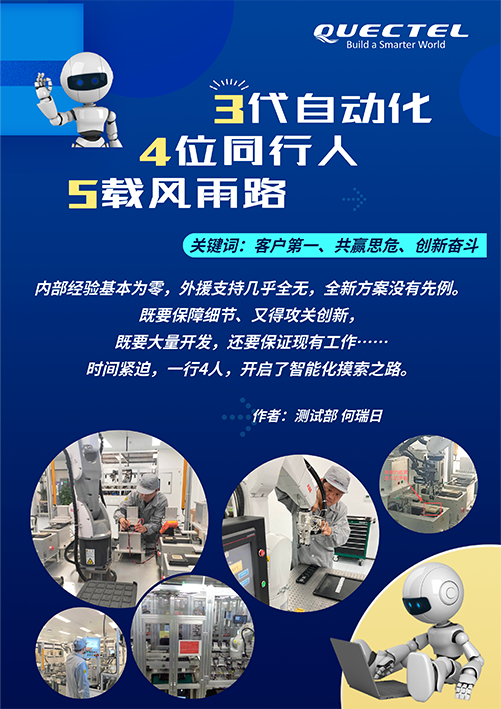 QUECTEL
Build a Smarter World
3代自动化
4位同行人
5载风雨路
关键词：客户第一、共赢思危、创新奋斗
内部经验基本为零，外援支持几乎全无，全新方案没有先例。
既要保障细节、又得攻关创新，
既要大量开发，还要保证现有工作……
时间紧迫，一行4人，开启了智能化摸索之路。
作者：测试部 何瑞日